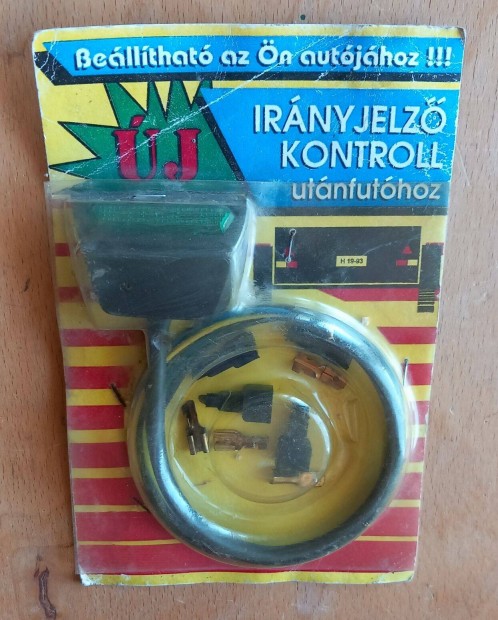 Beállítható az Ön autójához !!!
ÚJ
IRÁNYJELZŐ
KONTROLL
utánfutóhoz
H 19-93